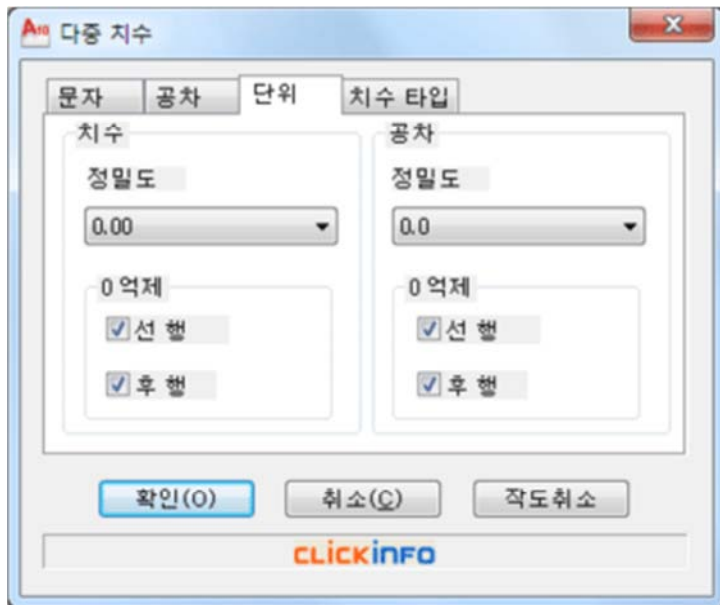 다중 치수
문자 공차 단위 치수 타입
치수 공차
정밀도 정밀도
0.00 0.0
0 억제 0 억제
선 행 선 행
후 행 후 행
확인(O) 취소(C) 작도취소
CLiCKiNFO